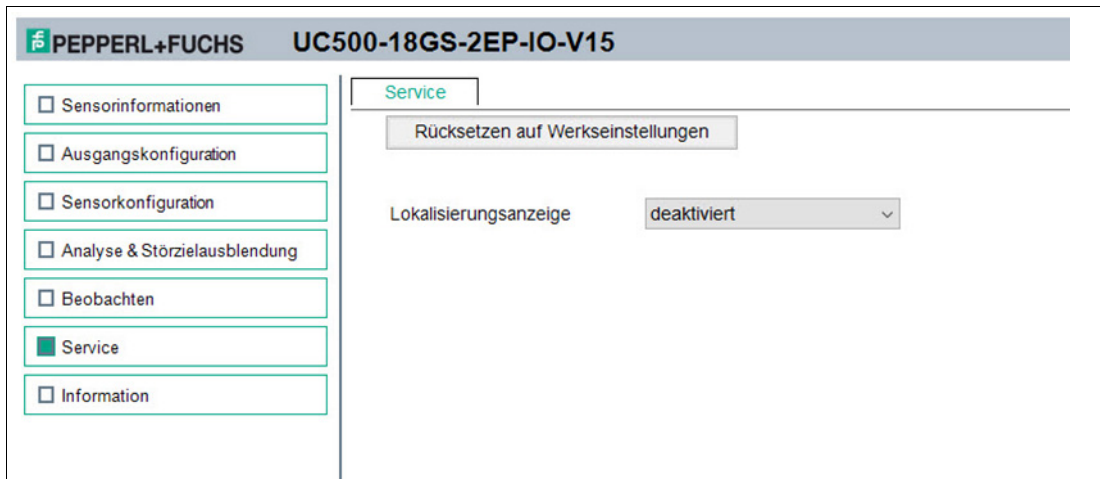 PEPPERL+FUCHS UC500-18GS-2EP-IO-V15
Sensorinformationen
Ausgangskonfiguration
Sensorkonfiguration
Analyse & Störzielausblendung
Beobachten
Service
Information
Service
Rücksetzen auf Werkseinstellungen
Lokalisierungsanzeige deaktiviert